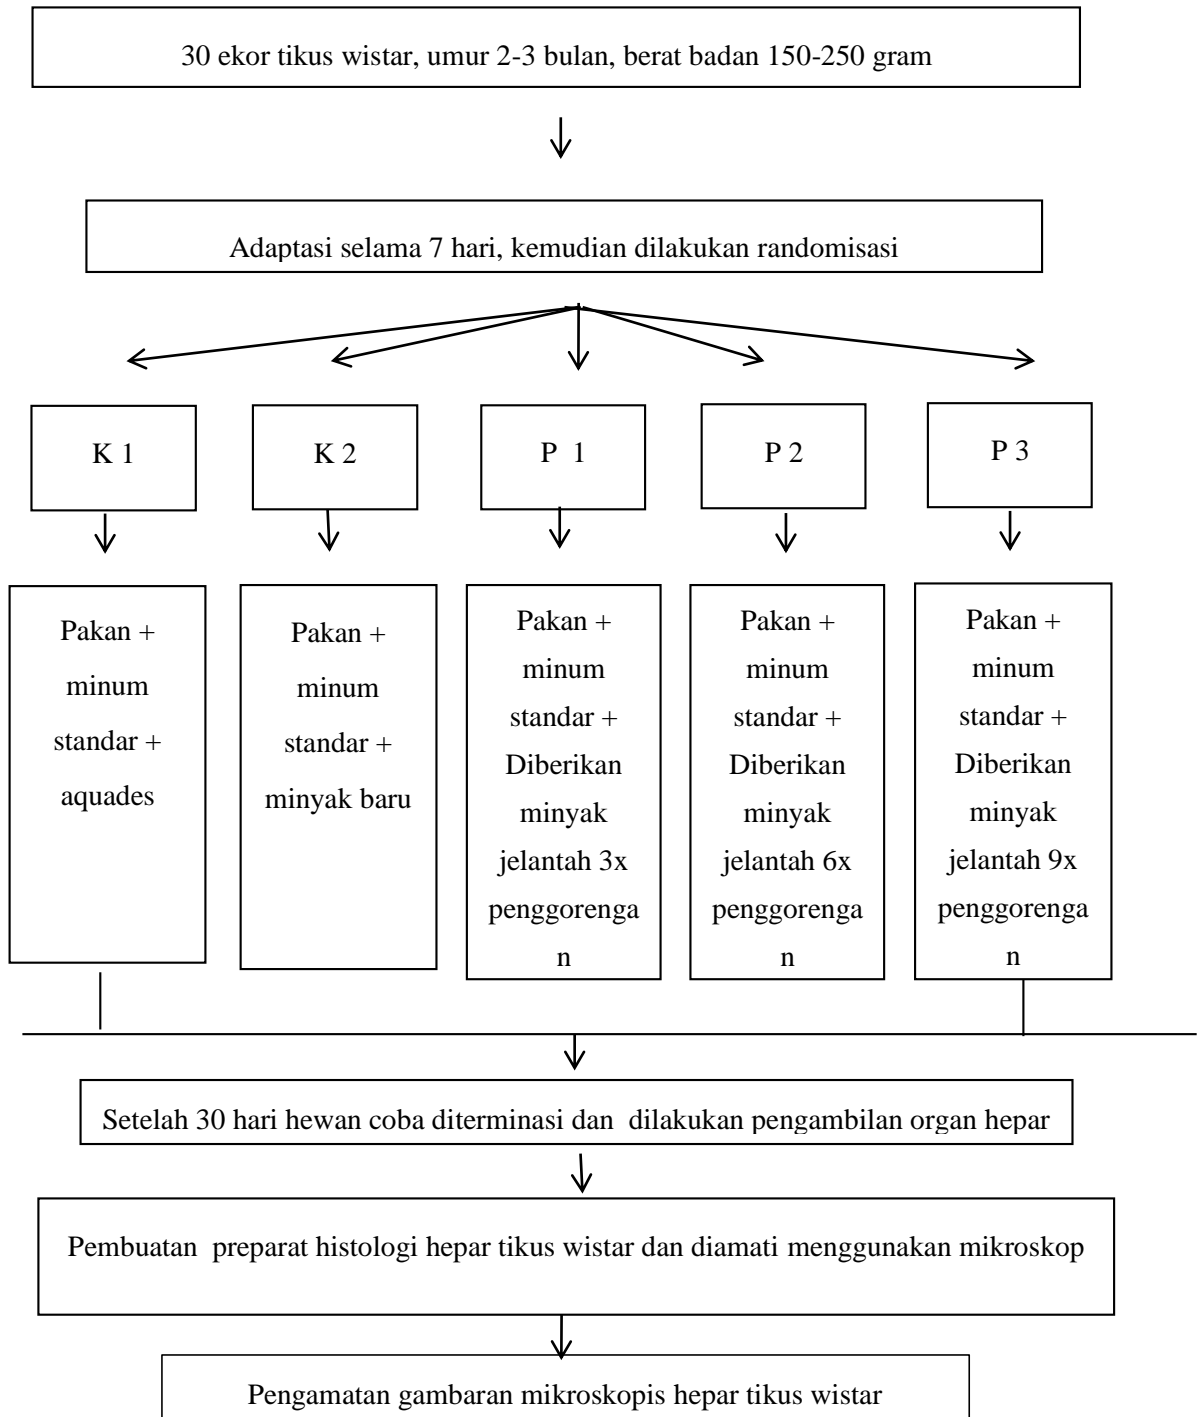 30 ekor tikus wistar, umur 2-3 bulan, berat badan 150-250 gram
Adaptasi selama 7 hari, kemudian dilakukan randomisasi
K 1
K 2
P 1
P 2
P 3
Pakan +
minum
standar +
aquades
Pakan +
minum
standar +
minyak baru
Pakan +
minum
standar +
Diberikan
minyak
jelantah 3x
penggorenga
n
Pakan +
minum
standar +
Diberikan
minyak
jelantah 6x
penggorenga
n
Pakan +
minum
standar +
Diberikan
minyak
jelantah 9x
penggorenga
n
Setelah 30 hari hewan coba diterminasi dan dilakukan pengambilan organ hepar
Pembuatan preparat histologi hepar tikus wistar dan diamati menggunakan mikroskop
Pengamatan gambaran mikroskopis hepar tikus wistar